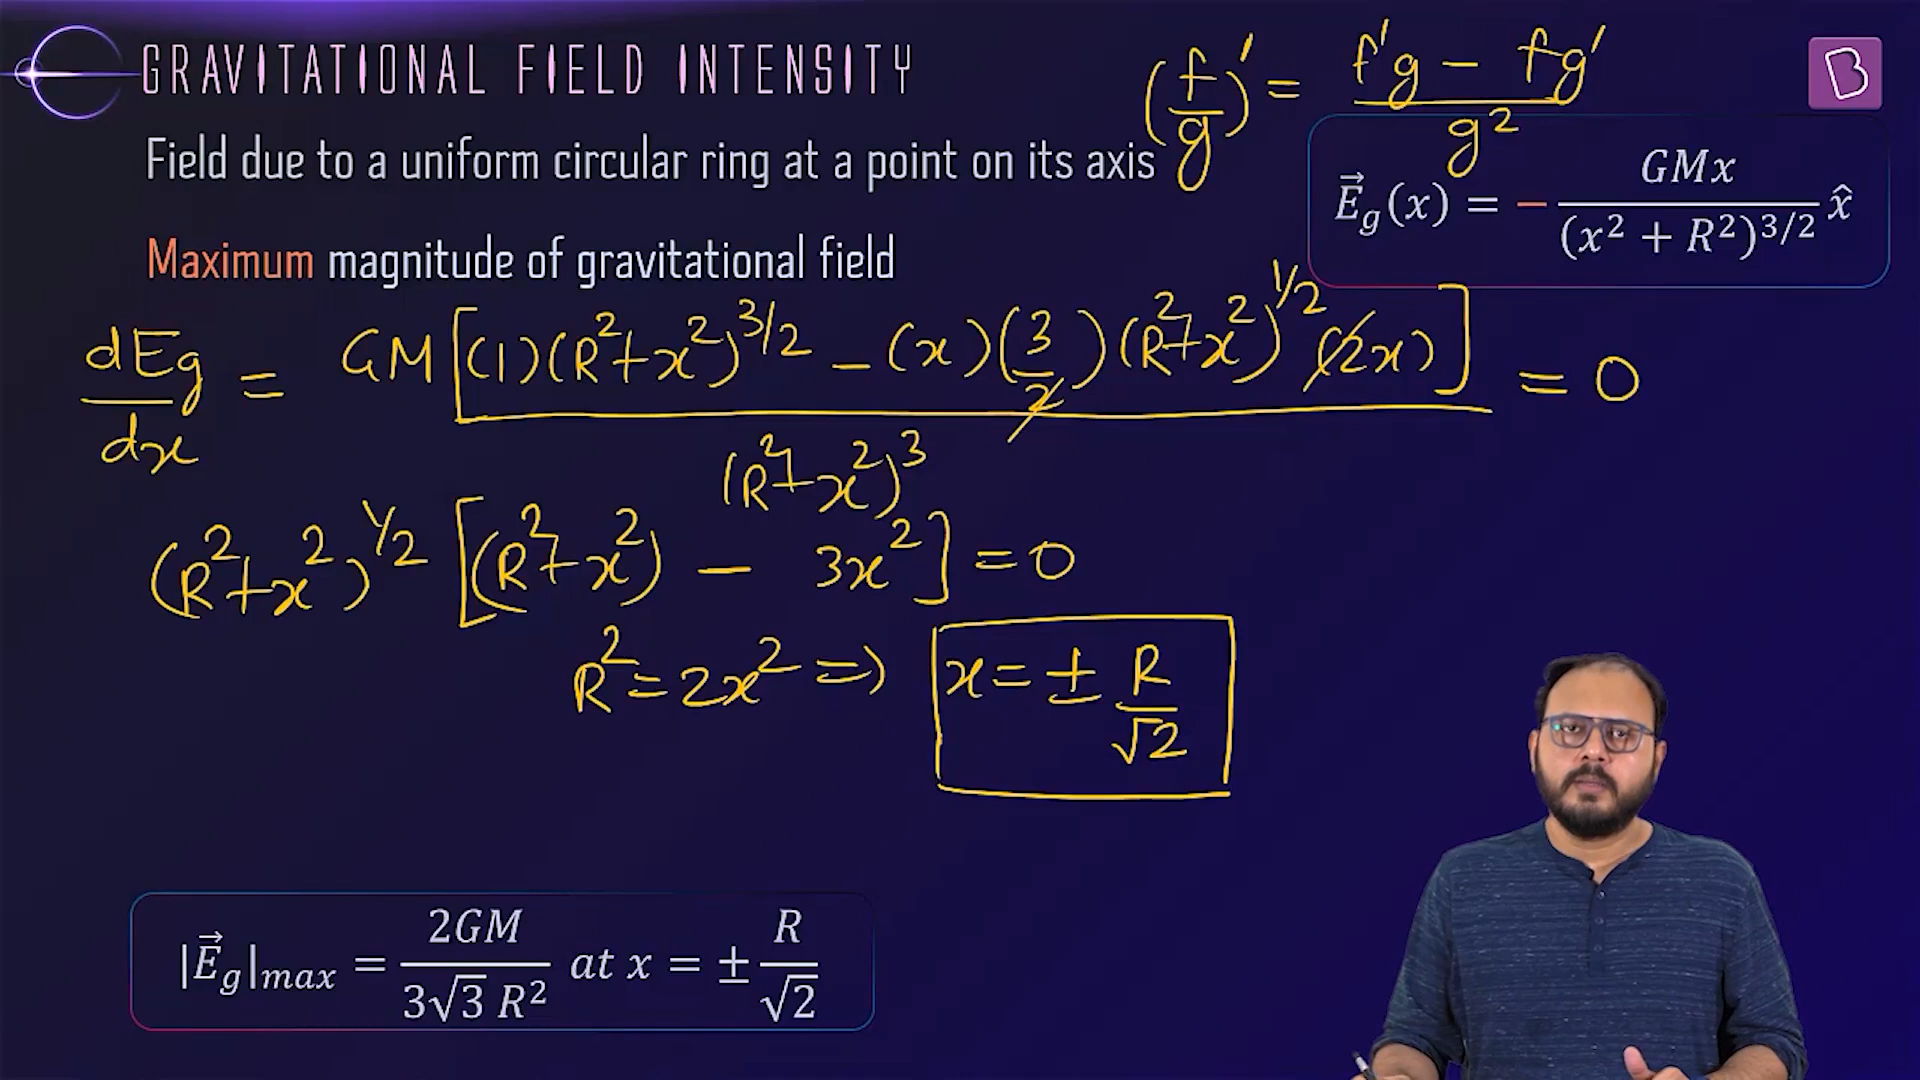 GRAVITATIONAL FIELD INTENSITY
(f/g)' = (f'g - fg')/g²
B
Field due to a uniform circular ring at a point on its axis
E⃗_g(x) = - GMx/(x² + R²)^{3/2} x̂
Maximum magnitude of gravitational field
dEg/dx = GM[(1)(R²+x²)^{3/2} - (x)(3/2)(R²+x²)^{1/2}(2x)]/(R²+x²)³ = 0
(R²+x²)^{1/2} [(R²+x²) - 3x²] = 0
R² = 2x² => x = ± R/√2
|E⃗_g|_max = 2GM/(3√3 R²) at x = ± R/√2